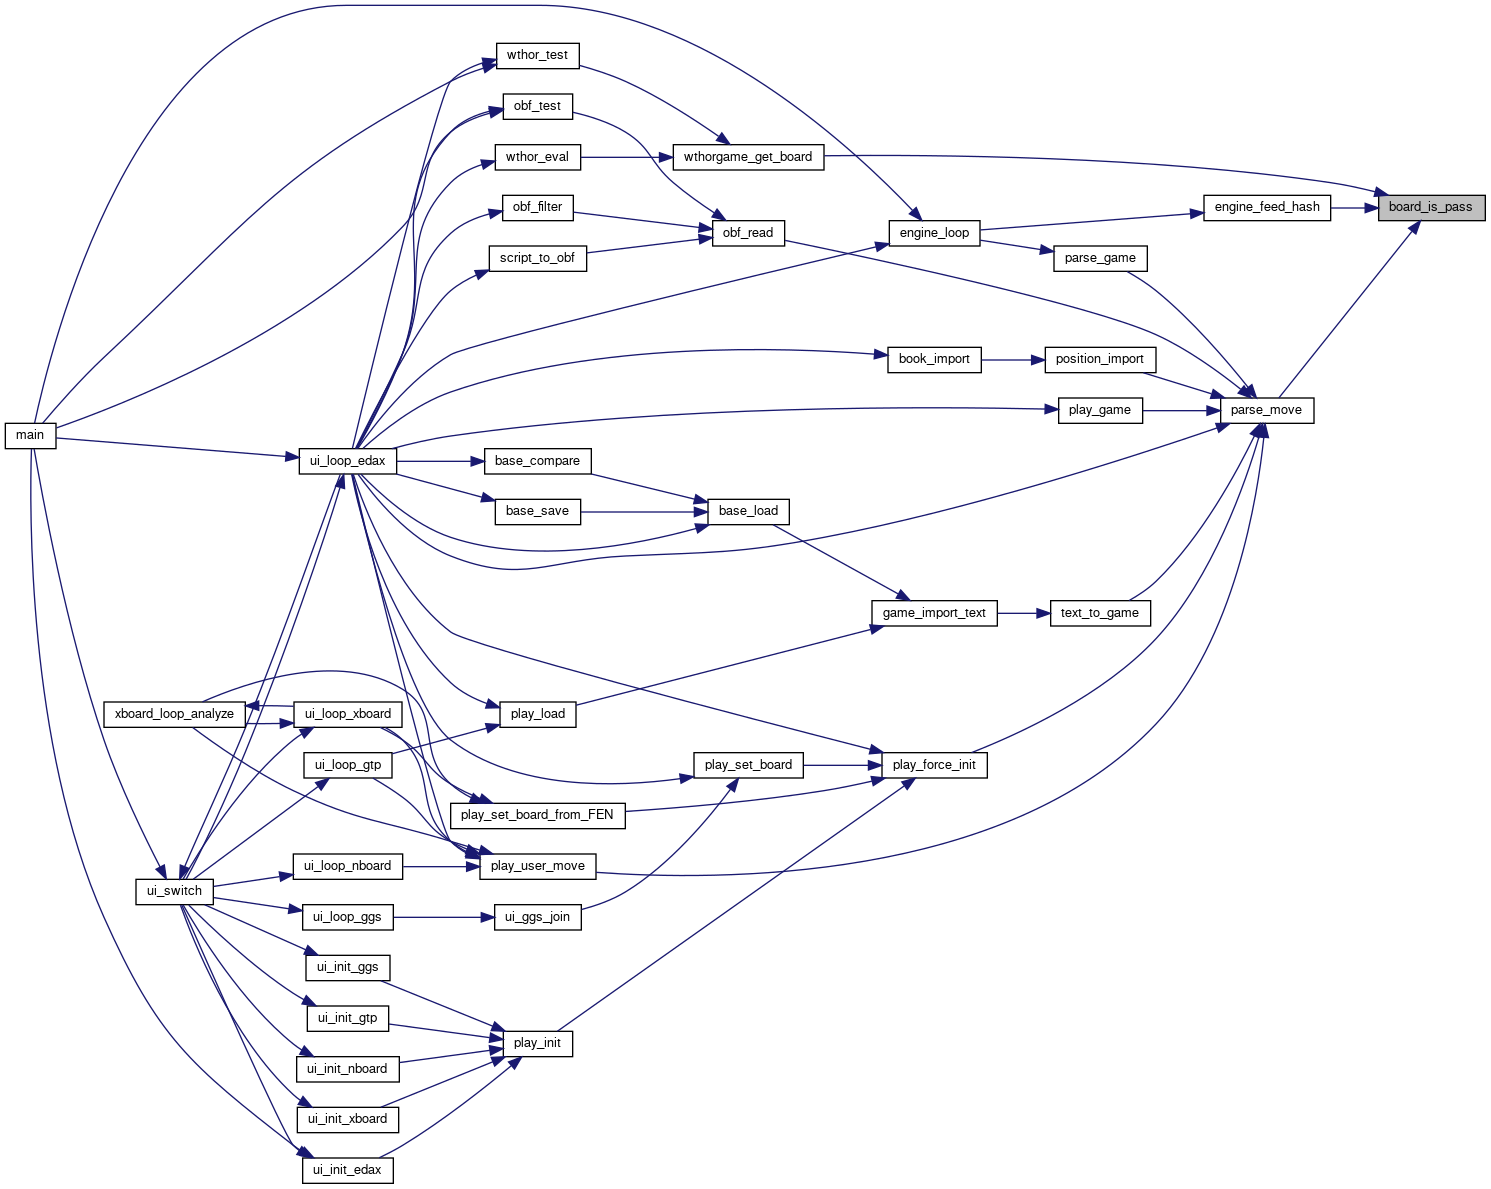 wthor_test
obf_test
wthor_eval
wthorgame_get_board
obf_filter
engine_feed_hash
board_is_pass
obf_read
engine_loop
script_to_obf
parse_game
book_import
position_import
play_game
parse_move
main
ui_loop_edax
base_compare
base_save
base_load
game_import_text
text_to_game
xboard_loop_analyze
ui_loop_xboard
play_load
ui_loop_gtp
play_set_board
play_force_init
play_set_board_from_FEN
ui_loop_nboard
play_user_move
ui_switch
ui_loop_ggs
ui_ggs_join
ui_init_ggs
ui_init_gtp
play_init
ui_init_nboard
ui_init_xboard
ui_init_edax